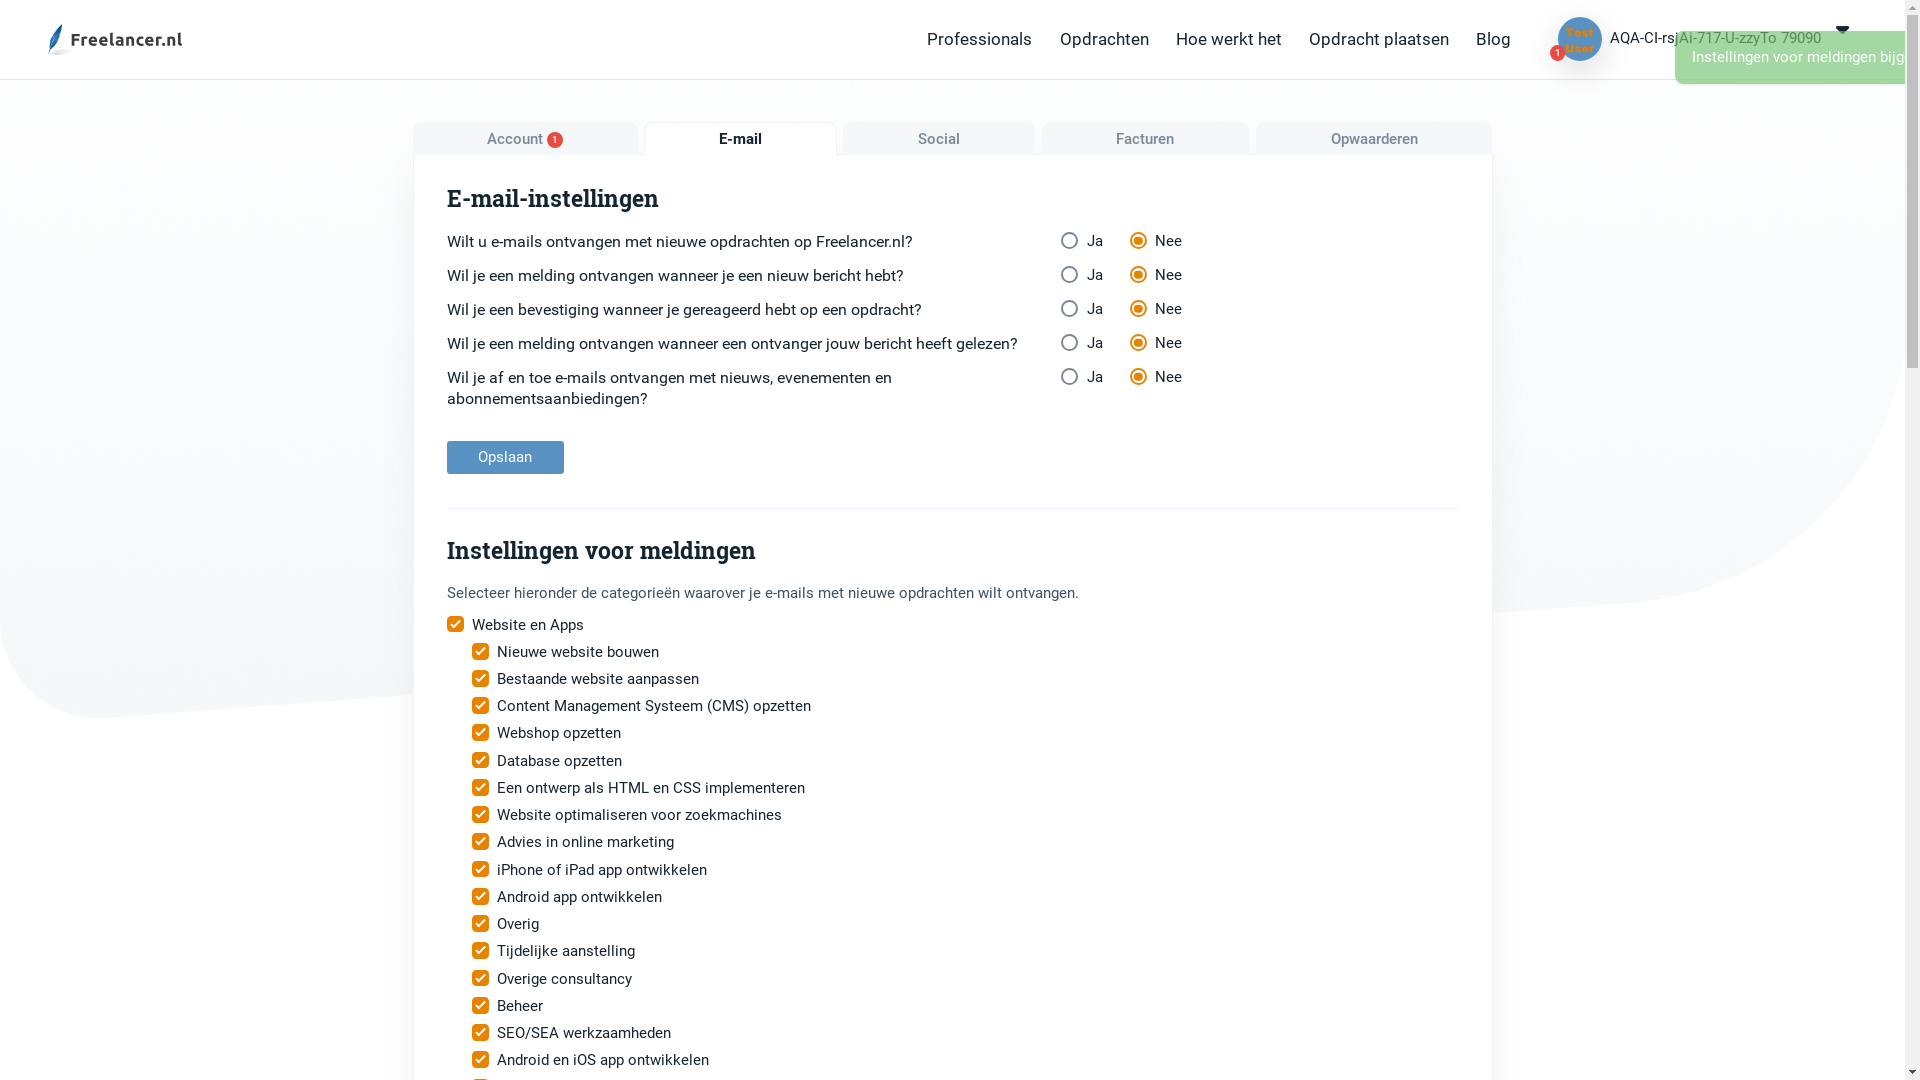 Freelancer.nl
Professionals
Opdrachten
Hoe werkt het
Opdracht plaatsen
Blog
Test
User
1
AQA-CI-rsjAi-717-U-zzyTo 79090
Instellingen voor meldingen bijg
Account 1
E-mail
Social
Facturen
Opwaarderen
E-mail-instellingen
Wilt u e-mails ontvangen met nieuwe opdrachten op Freelancer.nl?
Ja
Nee
Wil je een melding ontvangen wanneer je een nieuw bericht hebt?
Ja
Nee
Wil je een bevestiging wanneer je gereageerd hebt op een opdracht?
Ja
Nee
Wil je een melding ontvangen wanneer een ontvanger jouw bericht heeft gelezen?
Ja
Nee
Wil je af en toe e-mails ontvangen met nieuws, evenementen en
abonnementsaanbiedingen?
Ja
Nee
Opslaan
Instellingen voor meldingen
Selecteer hieronder de categorieën waarover je e-mails met nieuwe opdrachten wilt ontvangen.
Website en Apps
Nieuwe website bouwen
Bestaande website aanpassen
Content Management Systeem (CMS) opzetten
Webshop opzetten
Database opzetten
Een ontwerp als HTML en CSS implementeren
Website optimaliseren voor zoekmachines
Advies in online marketing
iPhone of iPad app ontwikkelen
Android app ontwikkelen
Overig
Tijdelijke aanstelling
Overige consultancy
Beheer
SEO/SEA werkzaamheden
Android en iOS app ontwikkelen